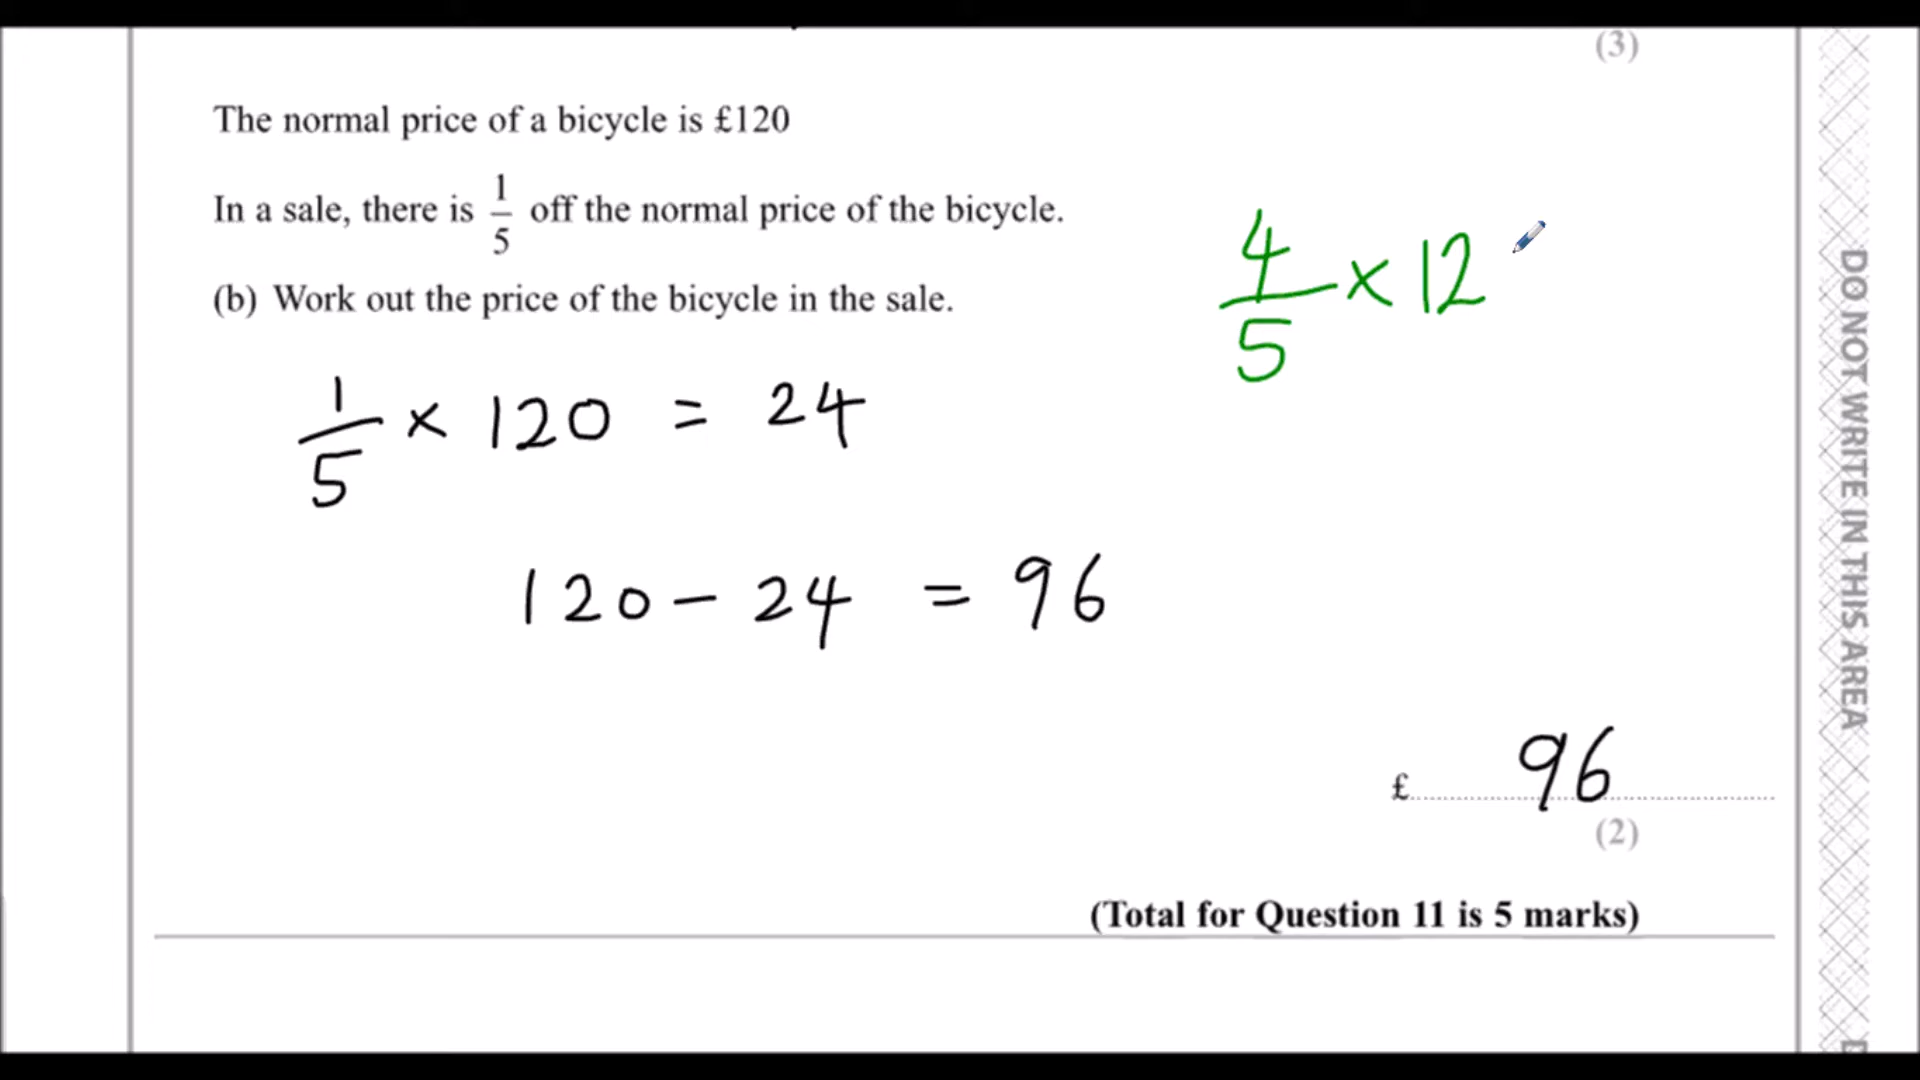 (3)
The normal price of a bicycle is £120
In a sale, there is 1/5 off the normal price of the bicycle.
(b) Work out the price of the bicycle in the sale.
4/5 × 12
1/5 × 120 = 24
120 − 24 = 96
£ 96
(2)
(Total for Question 11 is 5 marks)
DO NOT WRITE IN THIS AREA